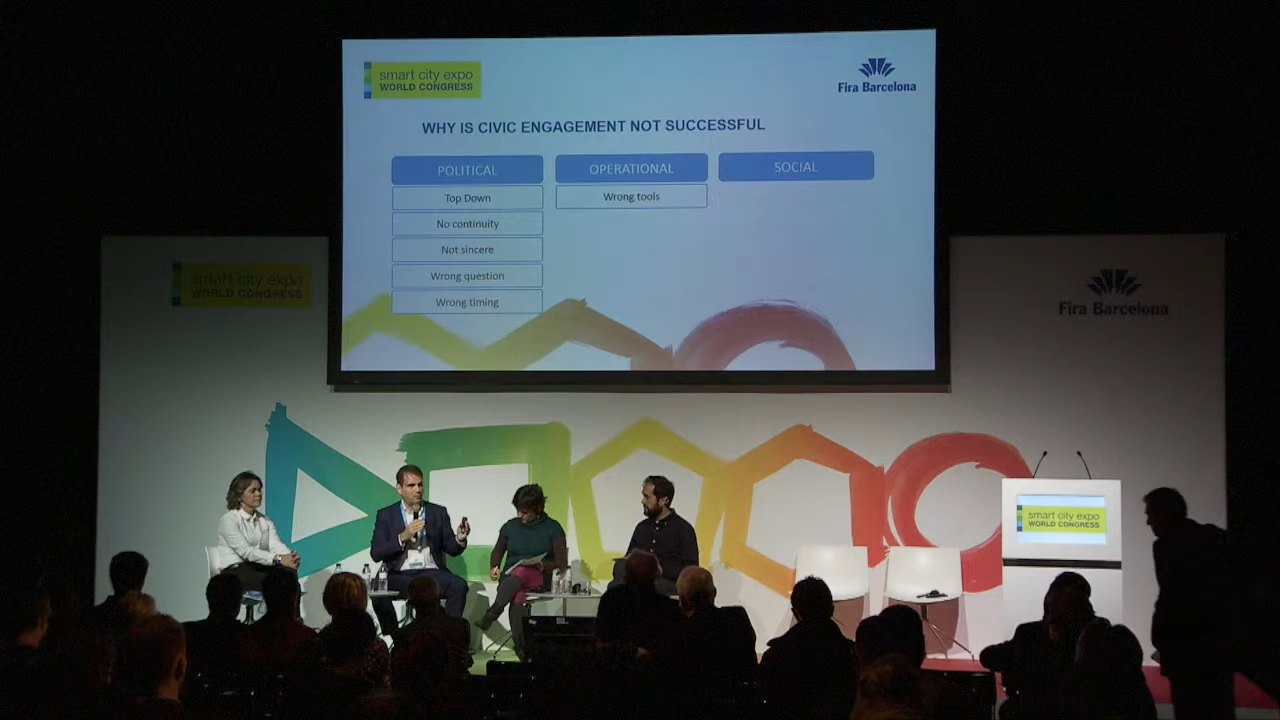 smart city expo
WORLD CONGRESS
Fira Barcelona
WHY IS CIVIC ENGAGEMENT NOT SUCCESSFUL
POLITICAL
OPERATIONAL
SOCIAL
Top Down
Wrong tools
No continuity
Not sincere
Wrong question
Wrong timing
smart city expo
WORLD CONGRESS
Fira Barcelona
smart city expo
WORLD CONGRESS